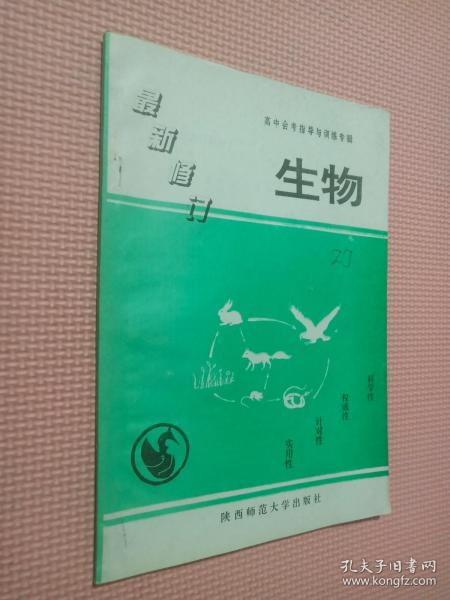 最新修订
高中会考指导与训练专辑
生物
科学性
权威性
针对性
实用性
陕西师范大学出版社
孔夫子旧书网
www.kongfz.com